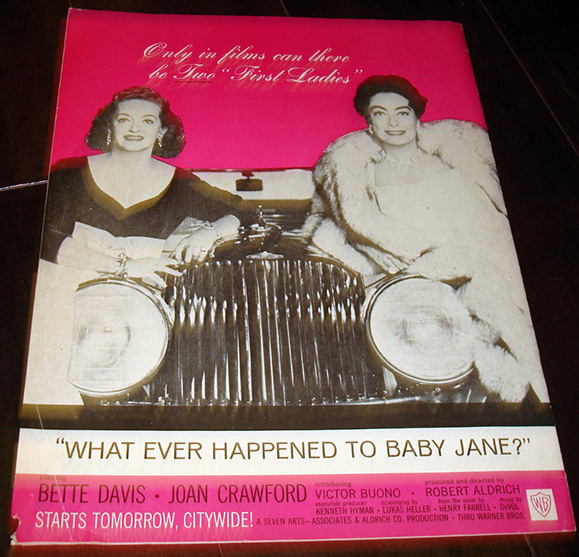 Only in films can there
be Two "First Ladies"
"WHAT EVER HAPPENED TO BABY JANE?"
starring
BETTE DAVIS · JOAN CRAWFORD
introducing
VICTOR BUONO ·
produced and directed by
ROBERT ALDRICH
executive producer
KENNETH HYMAN ·
screenplay by
LUKAS HELLER ·
from the novel by
HENRY FARRELL ·
music by
DeVOL
STARTS TOMORROW, CITYWIDE!
A SEVEN ARTS—ASSOCIATES & ALDRICH CO. PRODUCTION · THRU WARNER BROS.
WB